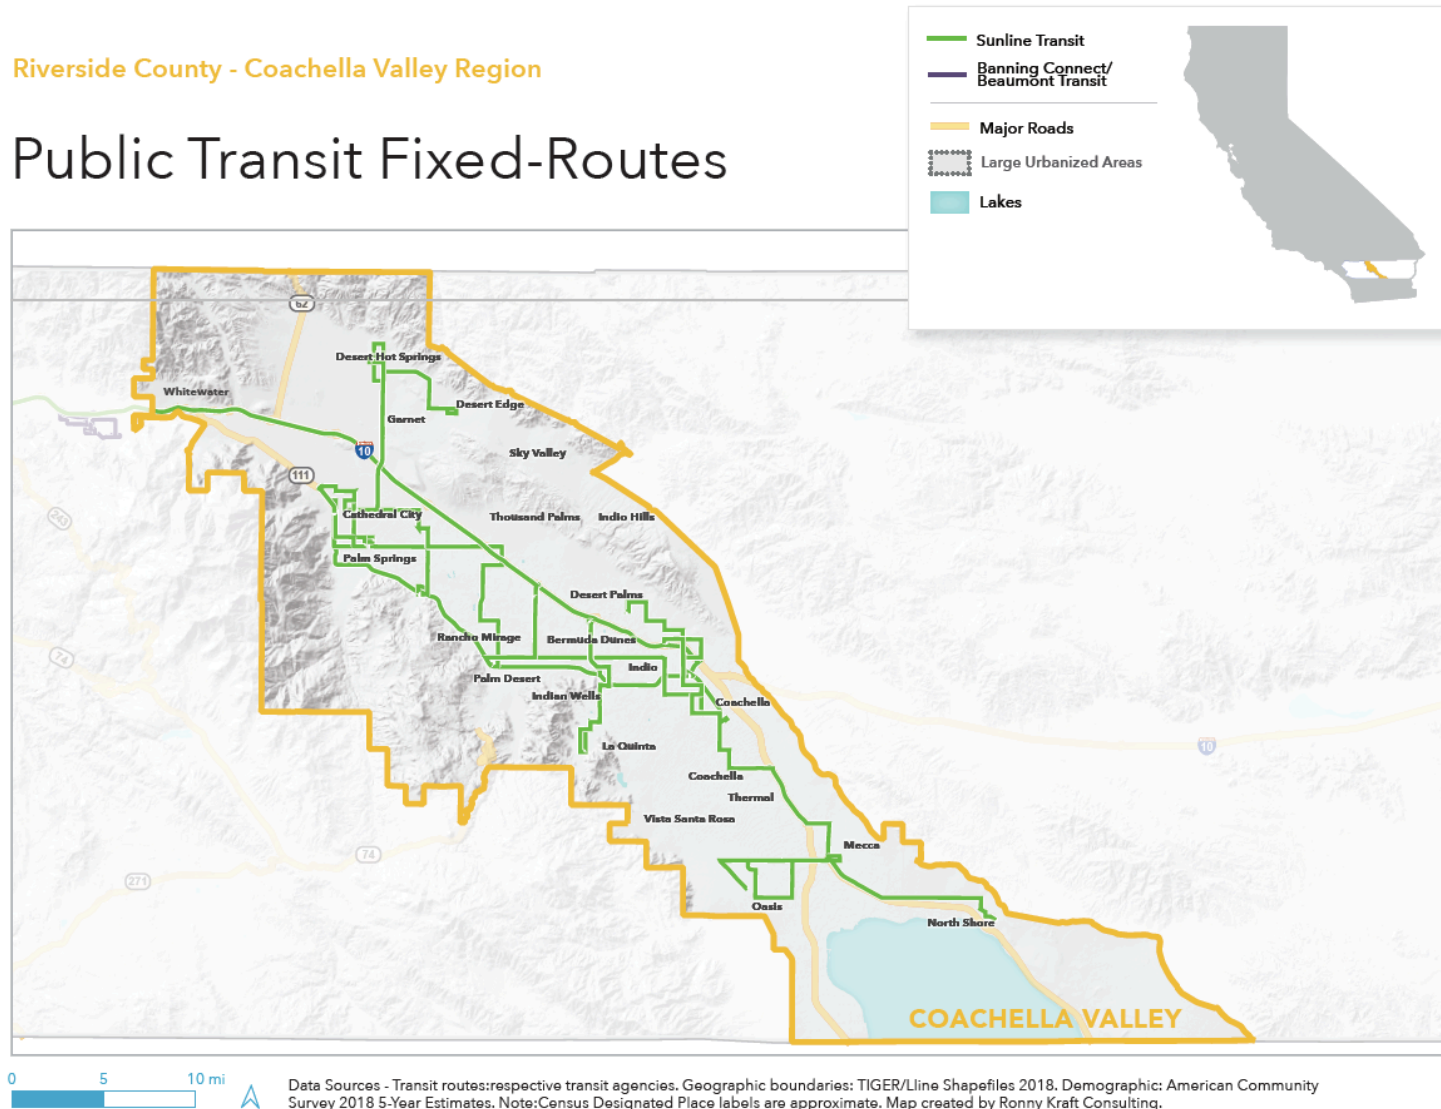 Riverside County - Coachella Valley Region
Public Transit Fixed-Routes
Sunline Transit
Banning Connect/
Beaumont Transit
Major Roads
Large Urbanized Areas
Lakes
62
Desert Hot Springs
Whitewater
Desert Edge
Garnet
10
Sky Valley
111
Cathedral City
Thousand Palms
Indio Hills
243
Palm Springs
Desert Palms
Rancho Mirage
Bermuda Dunes
74
Indio
Palm Desert
Indian Wells
Coachella
La Quinta
10
Coachella
Thermal
Vista Santa Rosa
Mecca
74
271
Oasis
North Shore
COACHELLA VALLEY
0 5 10 mi
Data Sources - Transit routes:respective transit agencies. Geographic boundaries: TIGER/Lline Shapefiles 2018. Demographic: American Community
Survey 2018 5-Year Estimates. Note:Census Designated Place labels are approximate. Map created by Ronny Kraft Consulting.